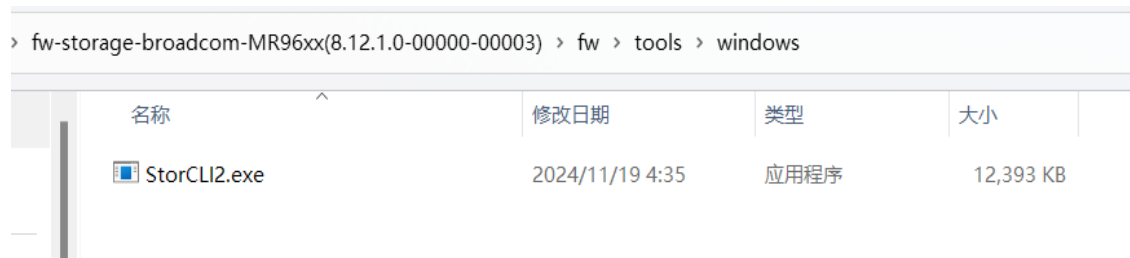 > fw-storage-broadcom-MR96xx(8.12.1.0-00000-00003) > fw > tools > windows
名称 修改日期 类型 大小
StorCLI2.exe 2024/11/19 4:35 应用程序 12,393 KB